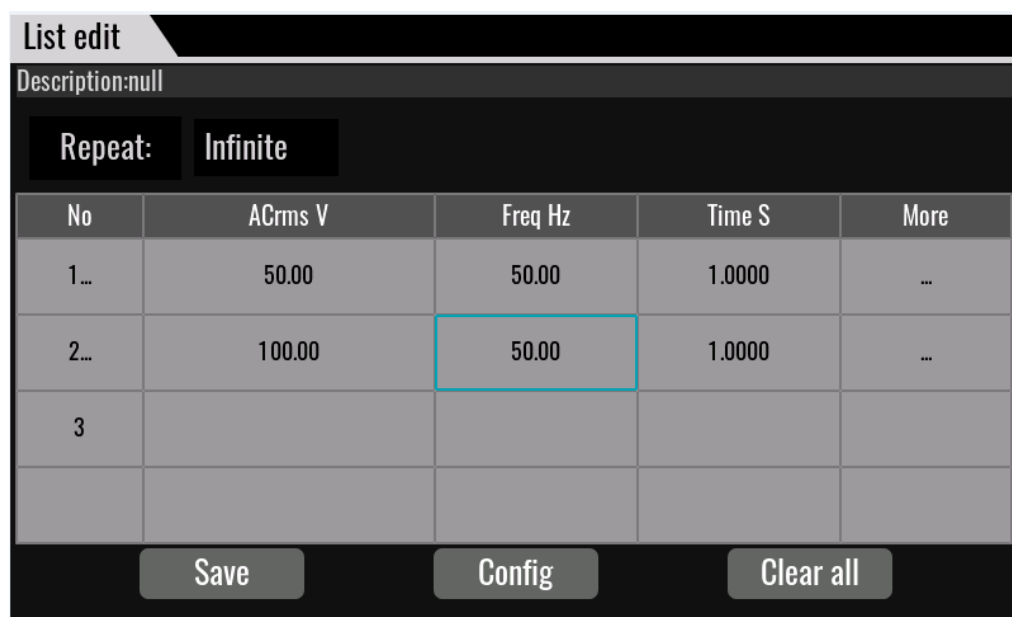 List edit
Description:null
Repeat: Infinite
No ACrms V Freq Hz Time S More
1... 50.00 50.00 1.0000 ...
2... 100.00 50.00 1.0000 ...
3
Save Config Clear all